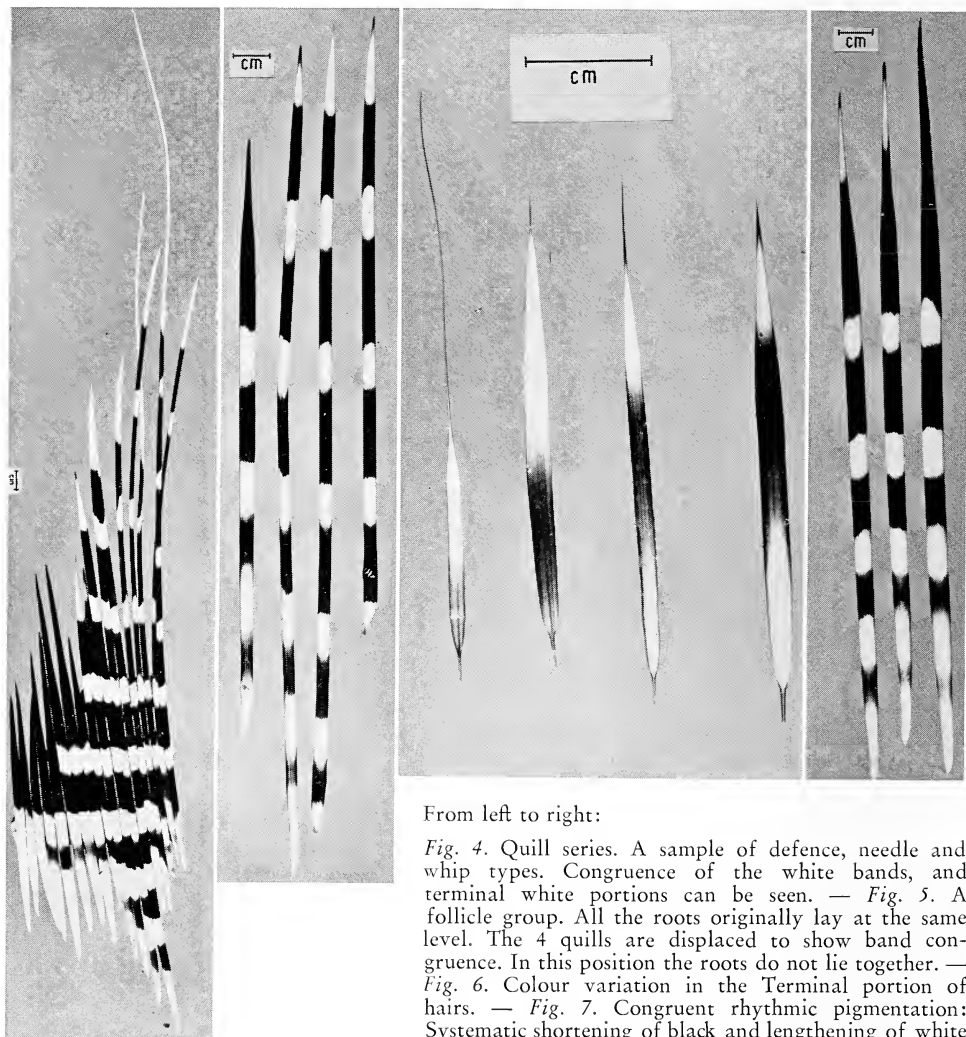 cm
cm
cm
From left to right:
Fig. 4. Quill series. A sample of defence, needle and
whip types. Congruence of the white bands, and
terminal white portions can be seen. — Fig. 5. A
follicle group. All the roots originally lay at the same
level. The 4 quills are displaced to show band con-
gruence. In this position the roots do not lie together. —
Fig. 6. Colour variation in the Terminal portion of
hairs. — Fig. 7. Congruent rhythmic pigmentation:
Systematic shortening of black and lengthening of white